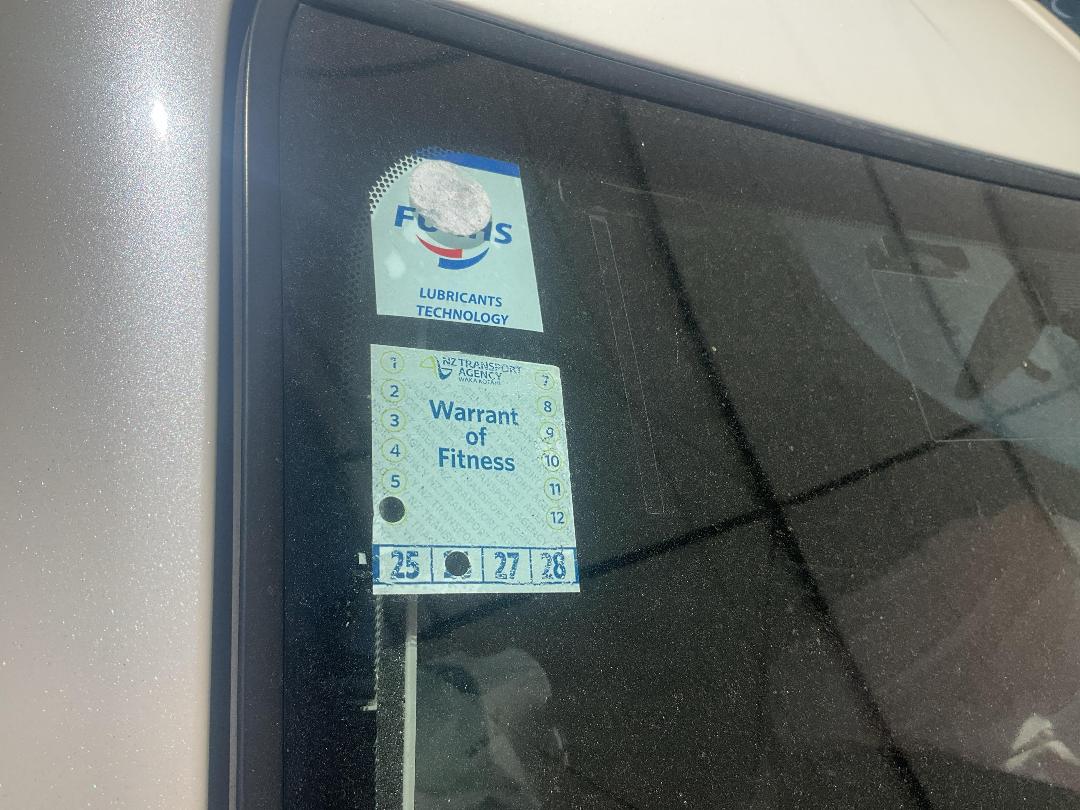 LUBRICANTS
TECHNOLOGY
NZ TRANSPORT
AGENCY
WAKA KOTAHI
Warrant
of
Fitness
1
2
3
4
5
7
8
9
10
11
12
25 27 28